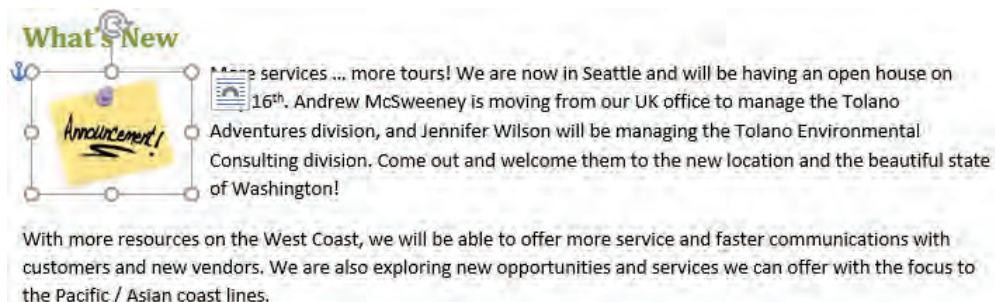 What's New
More services ... more tours! We are now in Seattle and will be having an open house on
16th. Andrew McSweeney is moving from our UK office to manage the Tolano
Announcement!
Adventures division, and Jennifer Wilson will be managing the Tolano Environmental
Consulting division. Come out and welcome them to the new location and the beautiful state
of Washington!
With more resources on the West Coast, we will be able to offer more service and faster communications with
customers and new vendors. We are also exploring new opportunities and services we can offer with the focus to
the Pacific / Asian coast lines.